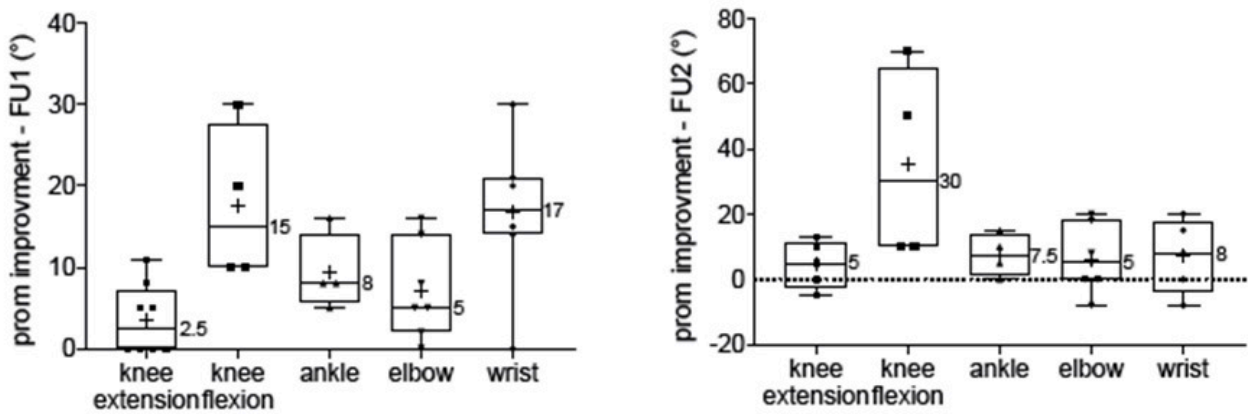 prom improvment - FU1 (°)
40
30
20
10
0
2.5
15
8
5
17
knee extension
knee flexion
ankle
elbow
wrist
prom improvment - FU2 (°)
80
60
40
20
0
-20
5
30
7.5
5
8
knee extension
knee flexion
ankle
elbow
wrist